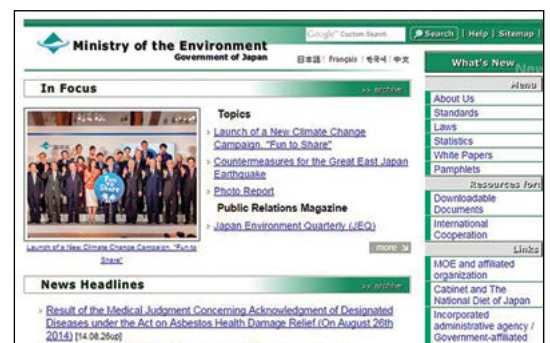 Google™ Custom Search
Search | Help | Sitemap |
Ministry of the Environment
Government of Japan
日本語 | Français | 한국어 | 中文
What's New
New
In Focus
>> archive
Fun to Share
Topics
Launch of a New Climate Change
Campaign, "Fun to Share"
Countermeasures for the Great East Japan
Earthquake
Photo Report
Public Relations Magazine
Japan Environment Quarterly (JEQ)
more
Launch of a New Climate Change Campaign, "Fun to
Share"
News Headlines
>> archive
Result of the Medical Judgment Concerning Acknowledgment of Designated
Diseases under the Act on Asbestos Health Damage Relief (On August 26th
2014) [14.08.26up]
Menu
About Us
Standards
Laws
Statistics
White Papers
Pamphlets
Resources for:
Downloadable
Documents
International
Cooperation
Links
MOE and affiliated
organization
Cabinet and The
National Diet of Japan
Incorporated
administrative agency /
Government-affiliated